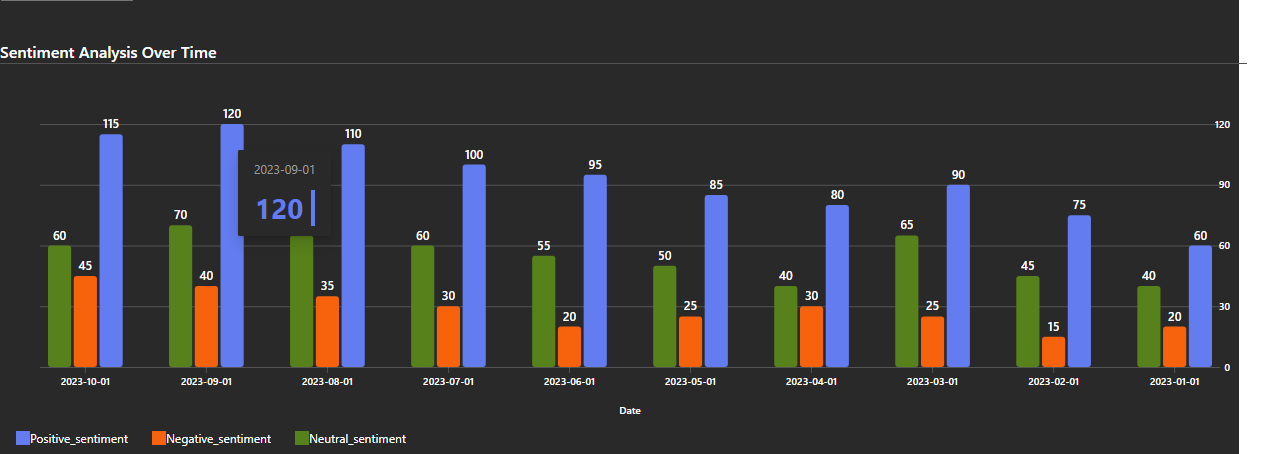 Sentiment Analysis Over Time
115 120 110 100 95 85 80 90 75 60
60 70 60 55 50 40 65 45 40
45 40 35 30 20 25 30 25 15 20
120
90
60
30
0
2023-09-01
120
2023-10-01 2023-09-01 2023-08-01 2023-07-01 2023-06-01 2023-05-01 2023-04-01 2023-03-01 2023-02-01 2023-01-01
Date
Positive_sentiment Negative_sentiment Neutral_sentiment